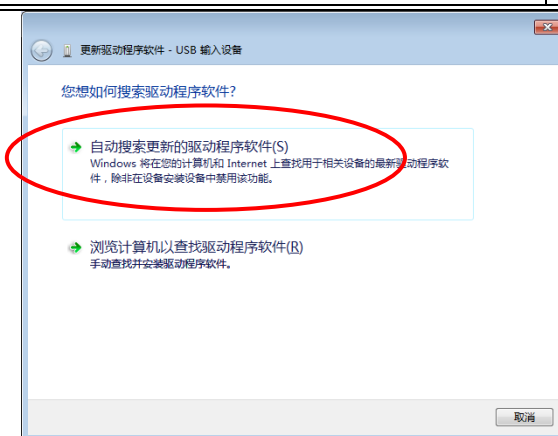 更新驱动程序软件 - USB 输入设备
您想如何搜索驱动程序软件?
自动搜索更新的驱动程序软件(S)
Windows 将在您的计算机和 Internet 上查找用于相关设备的最新驱动程序软
件，除非在设备安装设置中禁用该功能。
浏览计算机以查找驱动程序软件(R)
手动查找并安装驱动程序软件。
取消